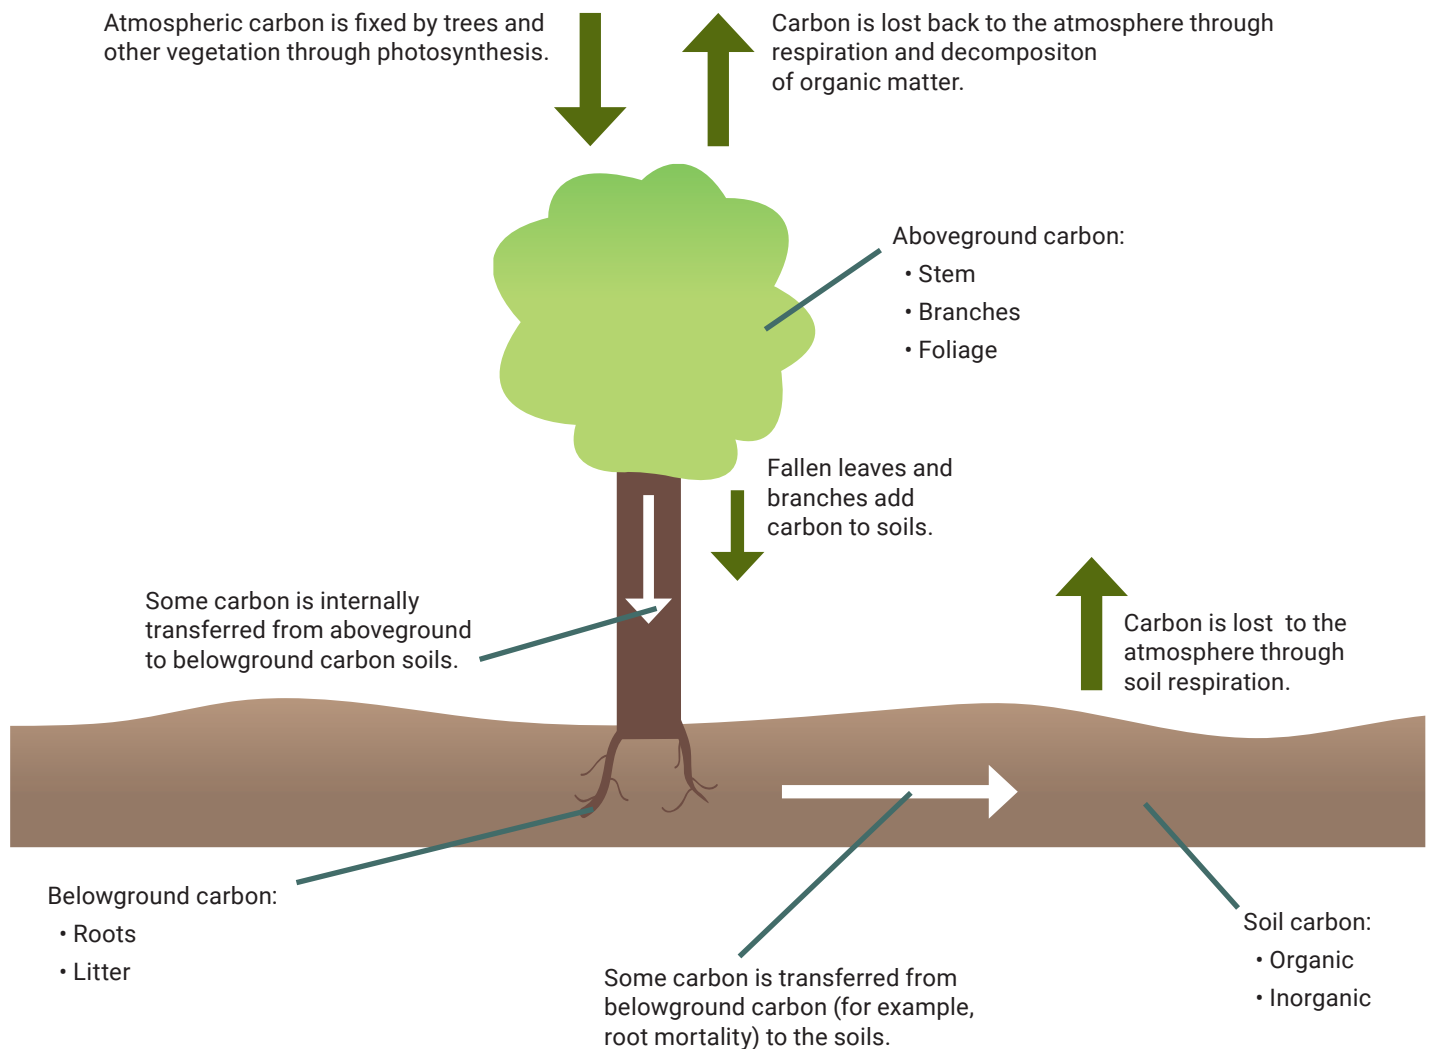 Atmospheric carbon is fixed by trees and
other vegetation through photosynthesis.
Carbon is lost back to the atmosphere through
respiration and decompositon
of organic matter.
Aboveground carbon:
• Stem
• Branches
• Foliage
Fallen leaves and
branches add
carbon to soils.
Some carbon is internally
transferred from aboveground
to belowground carbon soils.
Carbon is lost  to the
atmosphere through
soil respiration.
Belowground carbon:
• Roots
• Litter
Some carbon is transferred from
belowground carbon (for example,
root mortality) to the soils.
Soil carbon:
• Organic
• Inorganic